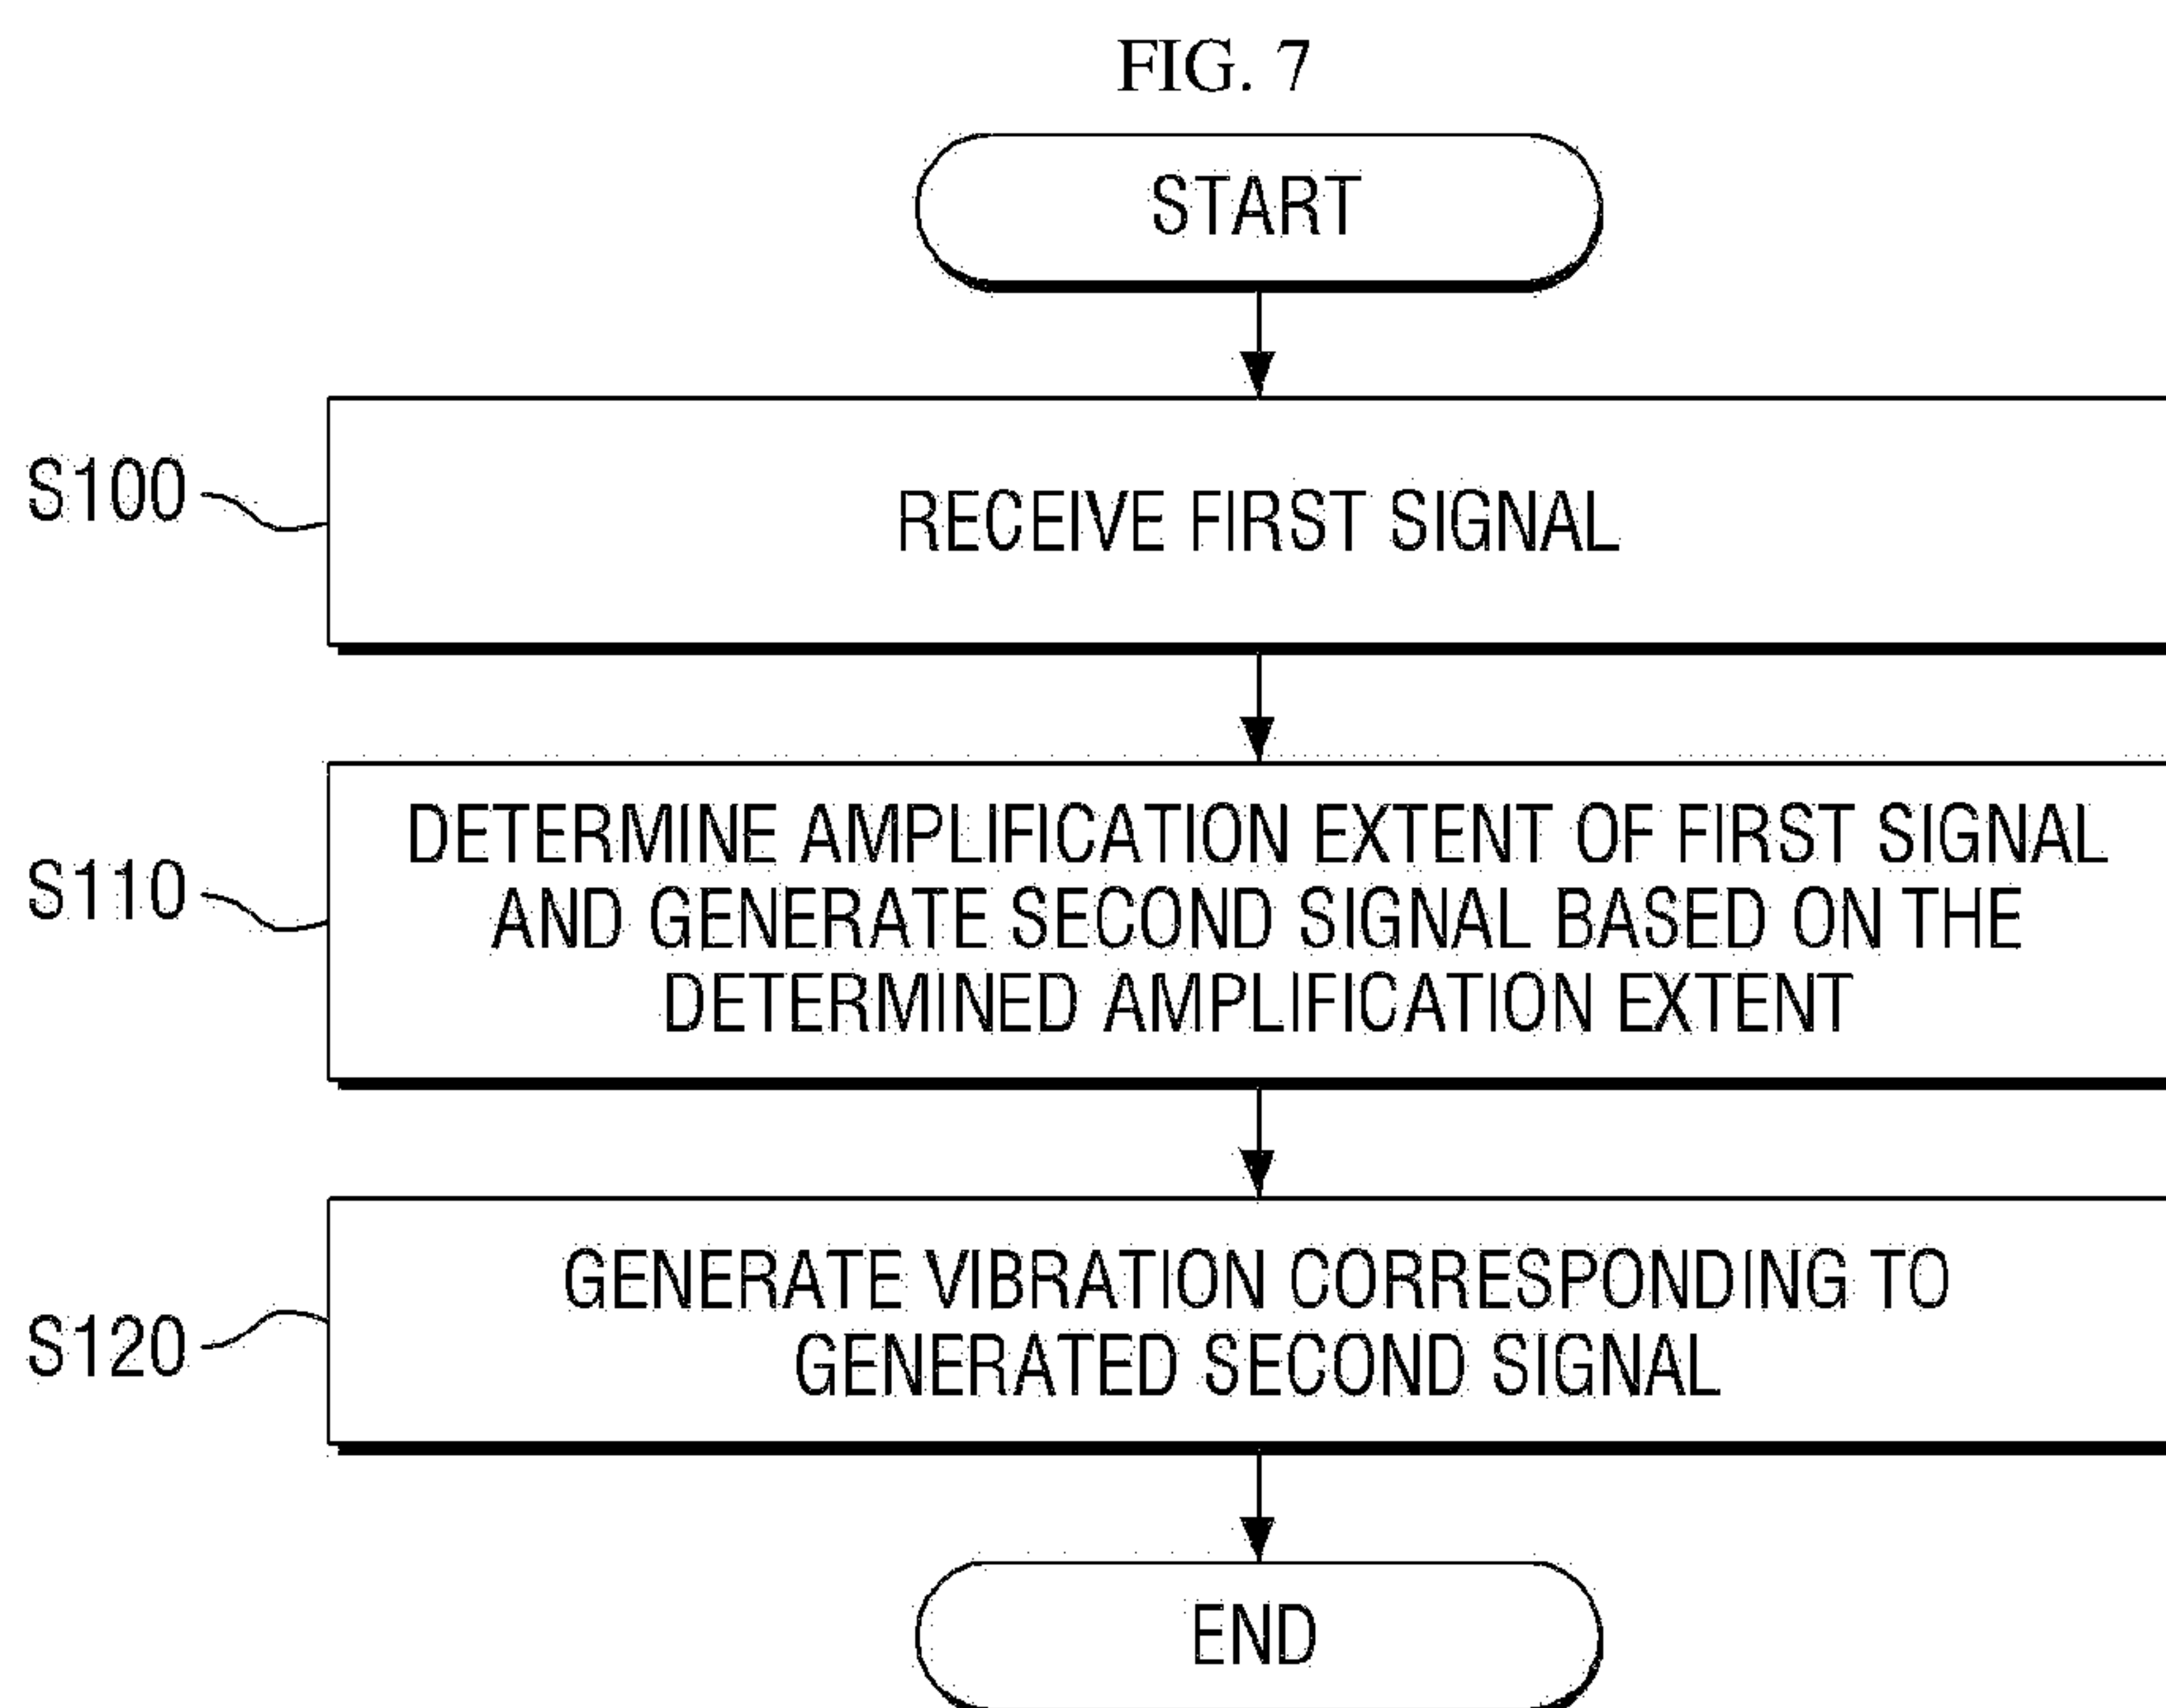 FIG. 7
START
S100
RECEIVE FIRST SIGNAL
S110
DETERMINE AMPLIFICATION EXTENT OF FIRST SIGNAL
AND GENERATE SECOND SIGNAL BASED ON THE
DETERMINED AMPLIFICATION EXTENT
S120
GENERATE VIBRATION CORRESPONDING TO
GENERATED SECOND SIGNAL
END